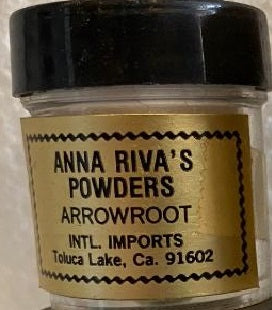 ANNA RIVA'S
POWDERS
ARROWROOT
INTL. IMPORTS
Toluca Lake, Ca. 91602